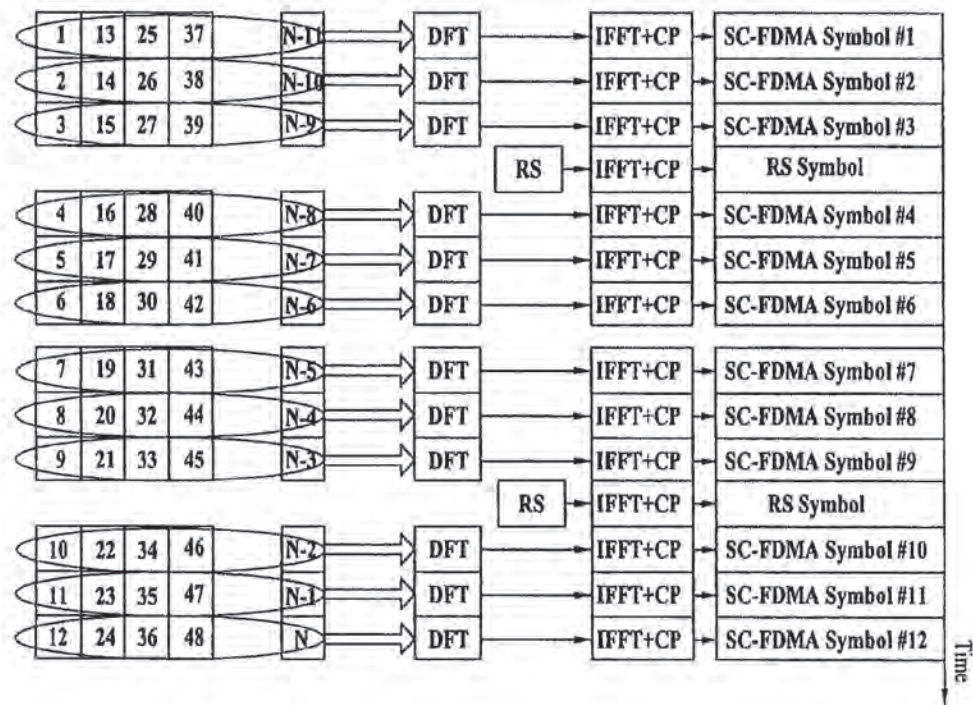 1 13 25 37 N-11 DFT IFFT+CP SC-FDMA Symbol #1
2 14 26 38 N-10 DFT IFFT+CP SC-FDMA Symbol #2
3 15 27 39 N-9 DFT IFFT+CP SC-FDMA Symbol #3
RS IFFT+CP RS Symbol
4 16 28 40 N-8 DFT IFFT+CP SC-FDMA Symbol #4
5 17 29 41 N-7 DFT IFFT+CP SC-FDMA Symbol #5
6 18 30 42 N-6 DFT IFFT+CP SC-FDMA Symbol #6
7 19 31 43 N-5 DFT IFFT+CP SC-FDMA Symbol #7
8 20 32 44 N-4 DFT IFFT+CP SC-FDMA Symbol #8
9 21 33 45 N-3 DFT IFFT+CP SC-FDMA Symbol #9
RS IFFT+CP RS Symbol
10 22 34 46 N-2 DFT IFFT+CP SC-FDMA Symbol #10
11 23 35 47 N-1 DFT IFFT+CP SC-FDMA Symbol #11
12 24 36 48 N DFT IFFT+CP SC-FDMA Symbol #12
Time